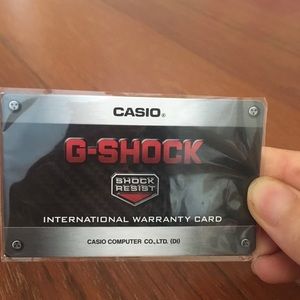 CASIO®
G-SHOCK
SHOCK
RESIST
INTERNATIONAL WARRANTY CARD
CASIO COMPUTER CO., LTD. (DI)